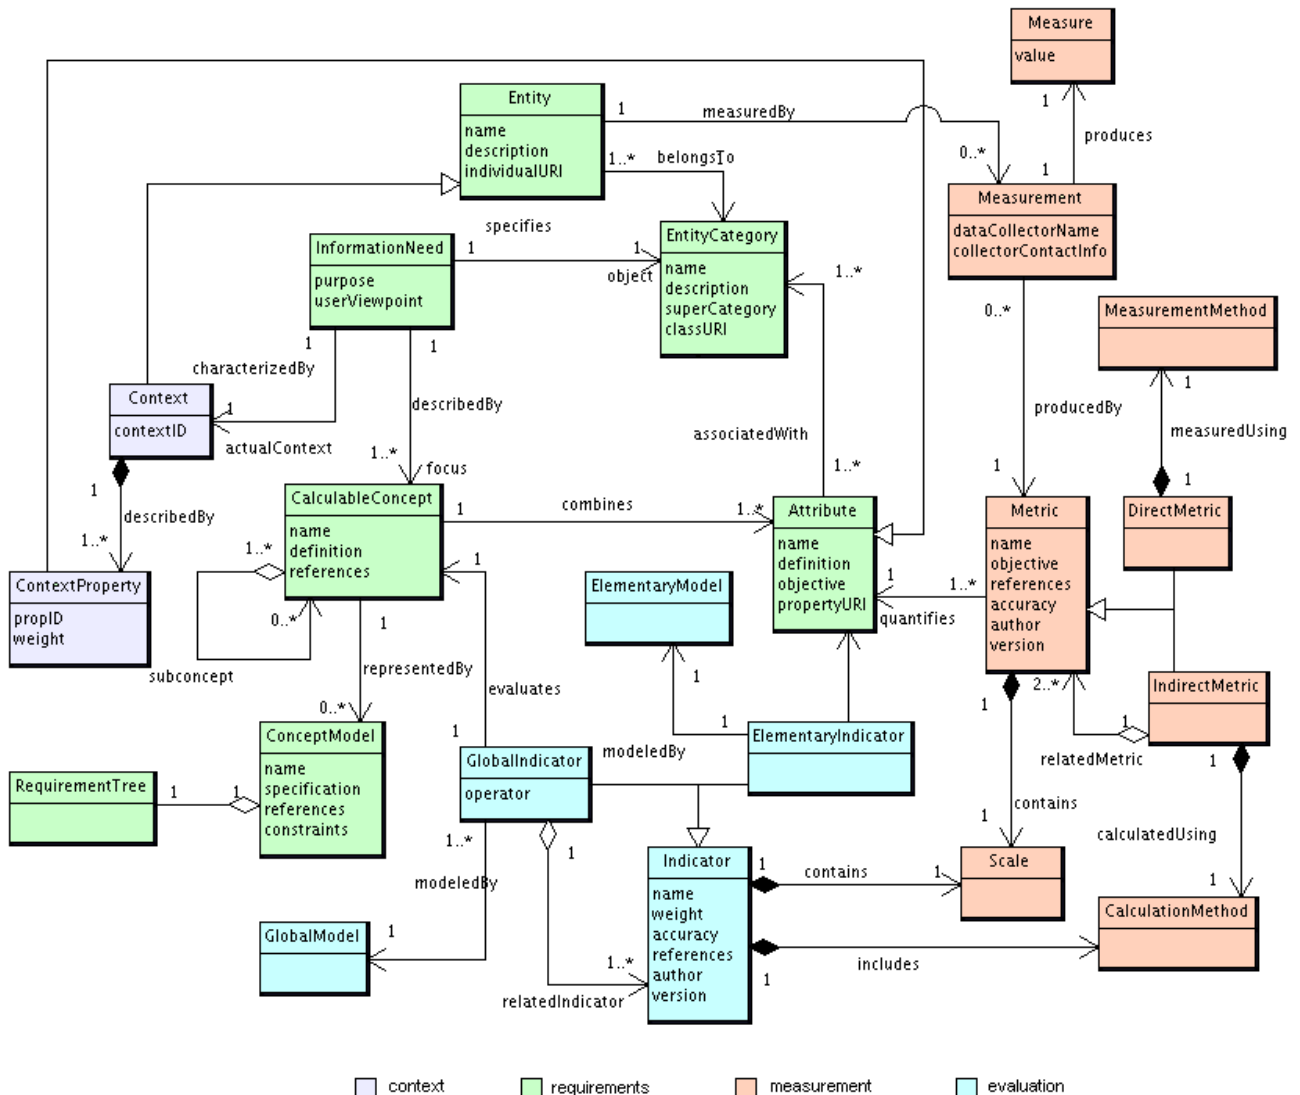 Measure
value
Entity
name
description
individualURI
1
measuredBy
0..*
1..*
belongsTo
1
produces
1
Measurement
dataCollectorName
collectorContactInfo
0..*
specifies
InformationNeed
purpose
userViewpoint
1
1
object
EntityCategory
name
description
superCategory
classURI
1..*
MeasurementMethod
1
1
characterizedBy
1
actualContext
Context
contextID
describedBy
1..*
focus
associatedWith
1..*
producedBy
1
1
measuredUsing
1
1
describedBy
1..*
CalculableConcept
name
definition
references
1
combines
1..*
Attribute
name
definition
objective
propertyURI
Metric
name
objective
references
accuracy
author
version
DirectMetric
ContextProperty
propID
weight
1..*
0..*
subconcept
1
1
representedBy
0..*
ElementaryModel
1
1..*
quantifies
1
evaluates
1
1
modeledBy
ElementaryIndicator
1
2..*
1
relatedMetric
IndirectMetric
1
ConceptModel
name
specification
references
constraints
RequirementTree
1
1
GlobalIndicator
operator
1..*
modeledBy
1
contains
1
calculatedUsing
1
Indicator
name
weight
accuracy
references
author
version
1
contains
1
Scale
CalculationMethod
1
includes
GlobalModel
1
1..*
relatedIndicator
context
requirements
measurement
evaluation